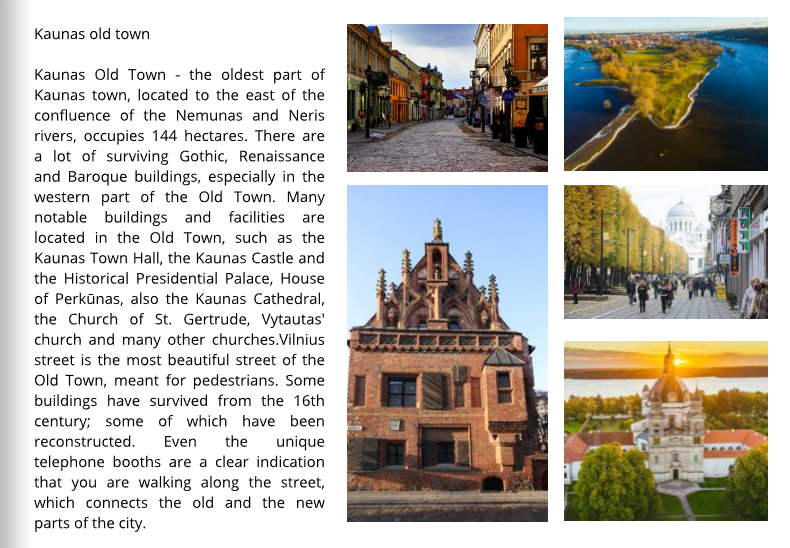 Kaunas old town
Kaunas Old Town - the oldest part of
Kaunas town, located to the east of the
confluence of the Nemunas and Neris
rivers, occupies 144 hectares. There are
a lot of surviving Gothic, Renaissance
and Baroque buildings, especially in the
western part of the Old Town. Many
notable buildings and facilities are
located in the Old Town, such as the
Kaunas Town Hall, the Kaunas Castle and
the Historical Presidential Palace, House
of Perkūnas, also the Kaunas Cathedral,
the Church of St. Gertrude, Vytautas'
church and many other churches.Vilnius
street is the most beautiful street of the
Old Town, meant for pedestrians. Some
buildings have survived from the 16th
century; some of which have been
reconstructed. Even the unique
telephone booths are a clear indication
that you are walking along the street,
which connects the old and the new
parts of the city.